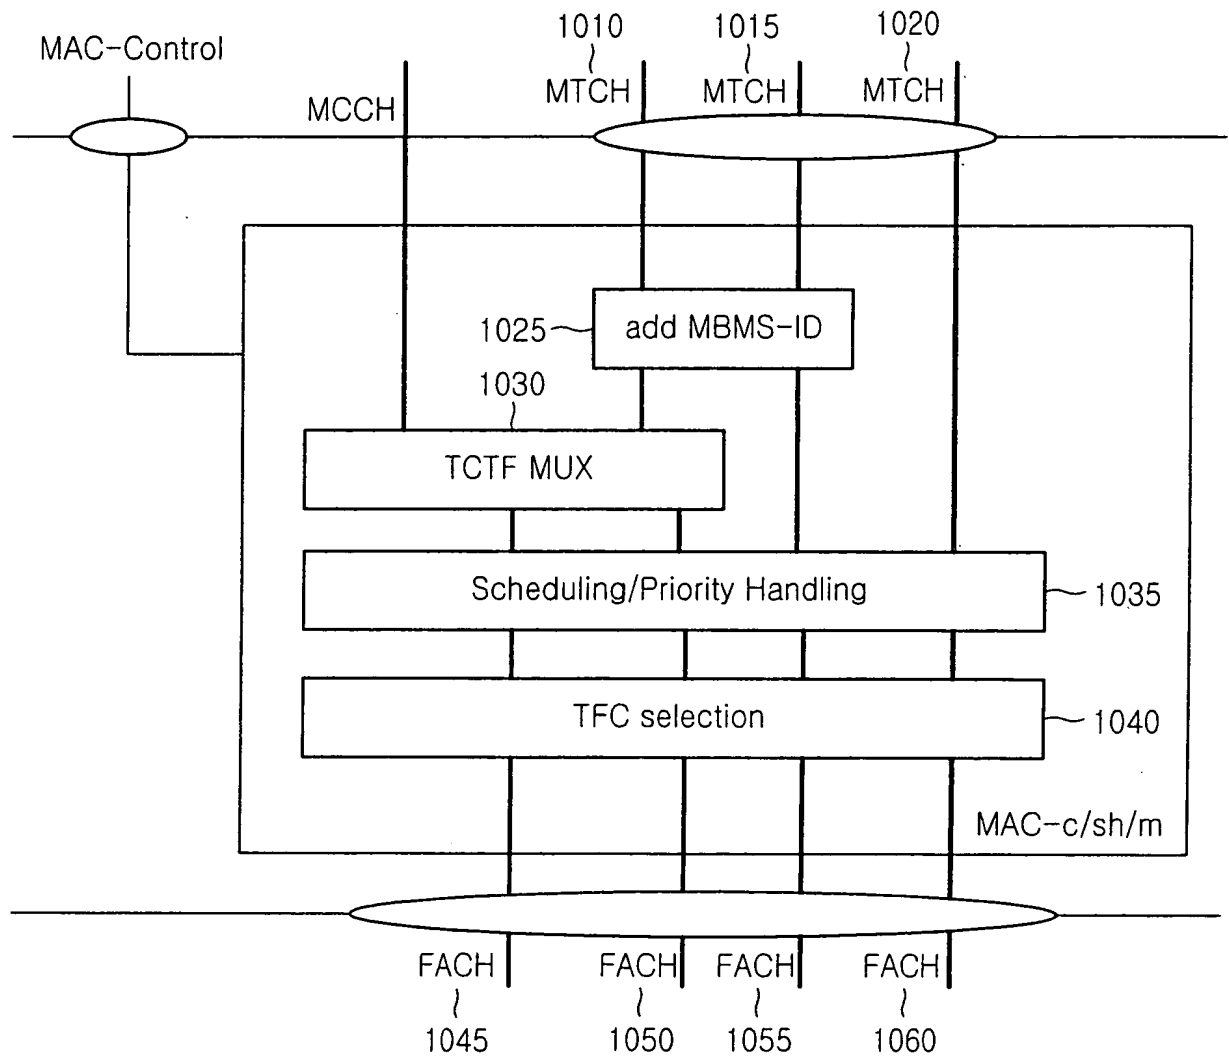 1010
1015
1020
MAC-Control
MCCH
MTCH
MTCH
MTCH
1025
add MBMS-ID
1030
TCTF MUX
Scheduling/Priority Handling
1035
TFC selection
1040
MAC-c/sh/m
FACH
FACH
FACH
FACH
1045
1050
1055
1060